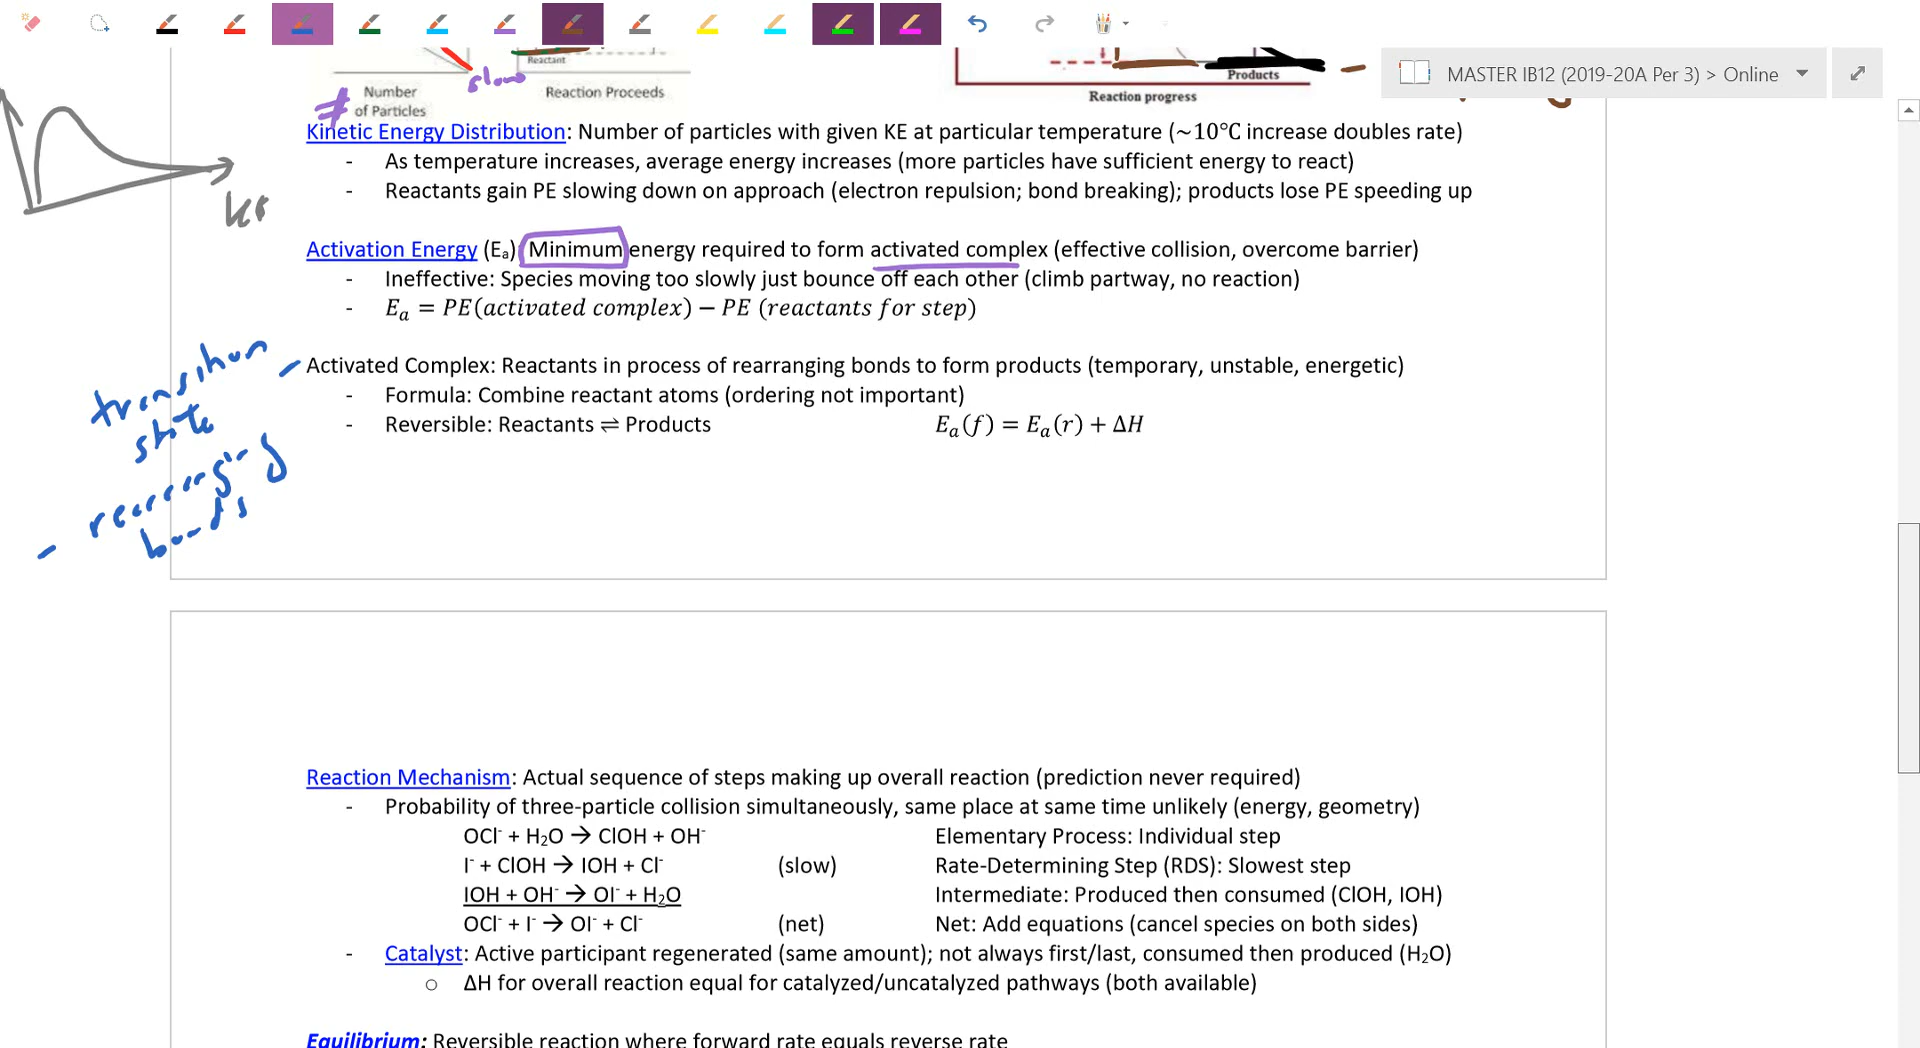 MASTER IB12 (2019-20A Per 3) > Online
Reactant
slow
Products
Number
of Particles
Reaction Proceeds
Reaction progress
Kinetic Energy Distribution: Number of particles with given KE at particular temperature (~10°C increase doubles rate)
- As temperature increases, average energy increases (more particles have sufficient energy to react)
- Reactants gain PE slowing down on approach (electron repulsion; bond breaking); products lose PE speeding up
KE
Activation Energy (Eₐ) Minimum energy required to form activated complex (effective collision, overcome barrier)
- Ineffective: Species moving too slowly just bounce off each other (climb partway, no reaction)
- Eₐ = PE(activated complex) − PE (reactants for step)
transition
state
- Activated Complex: Reactants in process of rearranging bonds to form products (temporary, unstable, energetic)
- Formula: Combine reactant atoms (ordering not important)
- Reversible: Reactants ⇌ Products Eₐ(f) = Eₐ(r) + ΔH
- rearranging
bonds
Reaction Mechanism: Actual sequence of steps making up overall reaction (prediction never required)
- Probability of three-particle collision simultaneously, same place at same time unlikely (energy, geometry)
OCl⁻ + H₂O → ClOH + OH⁻ Elementary Process: Individual step
I⁻ + ClOH → IOH + Cl⁻ (slow) Rate-Determining Step (RDS): Slowest step
IOH + OH⁻ → OI⁻ + H₂O Intermediate: Produced then consumed (ClOH, IOH)
OCl⁻ + I⁻ → OI⁻ + Cl⁻ (net) Net: Add equations (cancel species on both sides)
- Catalyst: Active participant regenerated (same amount); not always first/last, consumed then produced (H₂O)
○ ΔH for overall reaction equal for catalyzed/uncatalyzed pathways (both available)
Equilibrium: Reversible reaction where forward rate equals reverse rate